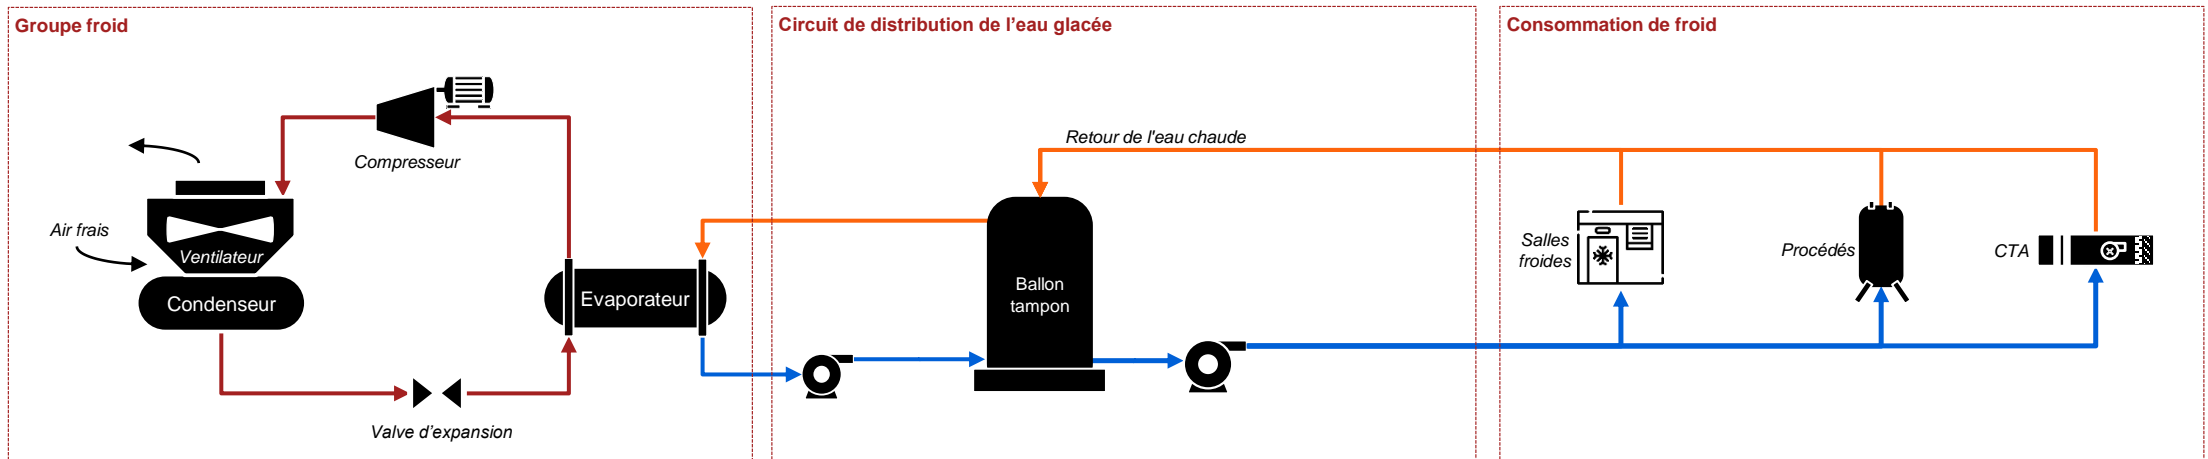 Groupe froid
Circuit de distribution de l’eau glacée
Consommation de froid
Retour de l'eau chaude
Compresseur
Air frais
Ventilateur
Salles
froides
Procédés
CTA
Condenseur
Evaporateur
Ballon
tampon
Valve d’expansion